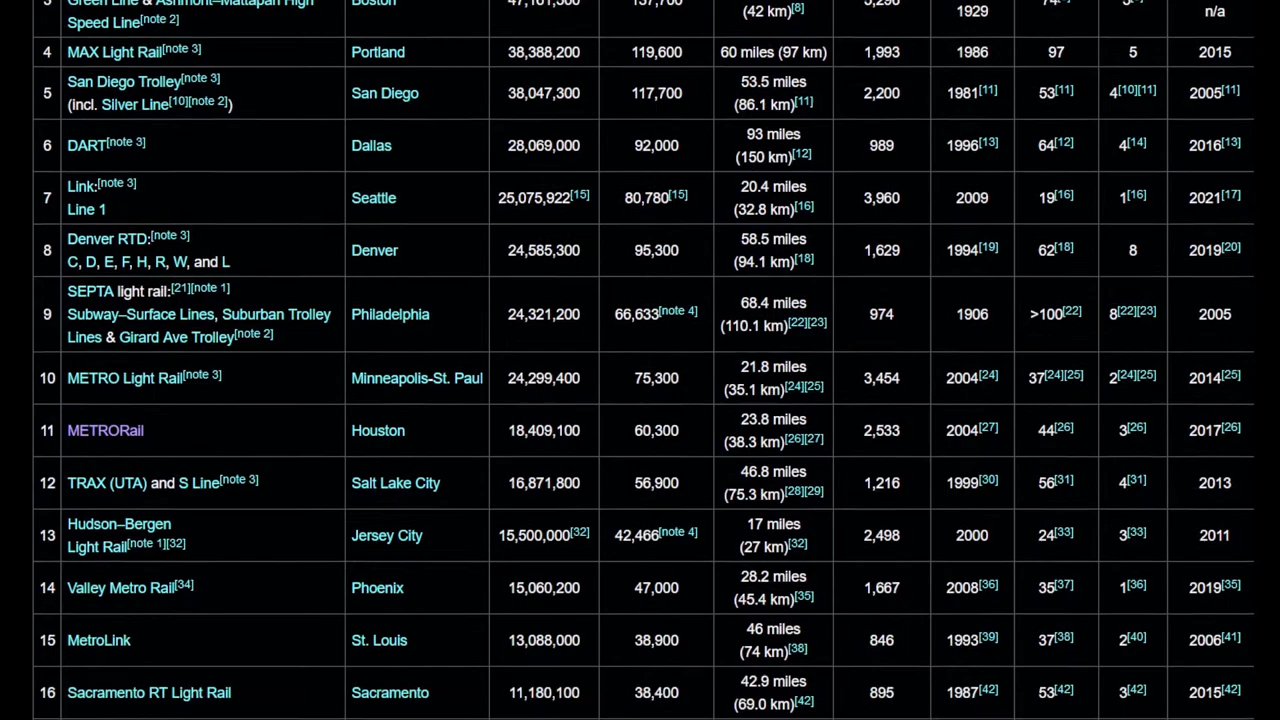 Green Line & Ashmont–Mattapan High
Speed Line[note 2]
Boston
(42 km)[8]
1929
n/a
4 MAX Light Rail[note 3] Portland 38,388,200 119,600 60 miles (97 km) 1,993 1986 97 5 2015
5 San Diego Trolley[note 3]
(incl. Silver Line[10][note 2]) San Diego 38,047,300 117,700 53.5 miles
(86.1 km)[11] 2,200 1981[11] 53[11] 4[10][11] 2005[11]
6 DART[note 3] Dallas 28,069,000 92,000 93 miles
(150 km)[12] 989 1996[13] 64[12] 4[14] 2016[13]
7 Link:[note 3]
Line 1 Seattle 25,075,922[15] 80,780[15] 20.4 miles
(32.8 km)[16] 3,960 2009 19[16] 1[16] 2021[17]
8 Denver RTD:[note 3]
C, D, E, F, H, R, W, and L Denver 24,585,300 95,300 58.5 miles
(94.1 km)[18] 1,629 1994[19] 62[18] 8 2019[20]
9 SEPTA light rail:[21][note 1]
Subway–Surface Lines, Suburban Trolley
Lines & Girard Ave Trolley[note 2] Philadelphia 24,321,200 66,633[note 4] 68.4 miles
(110.1 km)[22][23] 974 1906 >100[22] 8[22][23] 2005
10 METRO Light Rail[note 3] Minneapolis-St. Paul 24,299,400 75,300 21.8 miles
(35.1 km)[24][25] 3,454 2004[24] 37[24][25] 2[24][25] 2014[25]
11 METRORail Houston 18,409,100 60,300 23.8 miles
(38.3 km)[26][27] 2,533 2004[27] 44[26] 3[26] 2017[26]
12 TRAX (UTA) and S Line[note 3] Salt Lake City 16,871,800 56,900 46.8 miles
(75.3 km)[28][29] 1,216 1999[30] 56[31] 4[31] 2013
13 Hudson–Bergen
Light Rail[note 1][32] Jersey City 15,500,000[32] 42,466[note 4] 17 miles
(27 km)[32] 2,498 2000 24[33] 3[33] 2011
14 Valley Metro Rail[34] Phoenix 15,060,200 47,000 28.2 miles
(45.4 km)[35] 1,667 2008[36] 35[37] 1[36] 2019[35]
15 MetroLink St. Louis 13,088,000 38,900 46 miles
(74 km)[38] 846 1993[39] 37[38] 2[40] 2006[41]
16 Sacramento RT Light Rail Sacramento 11,180,100 38,400 42.9 miles
(69.0 km)[42] 895 1987[42] 53[42] 3[42] 2015[42]